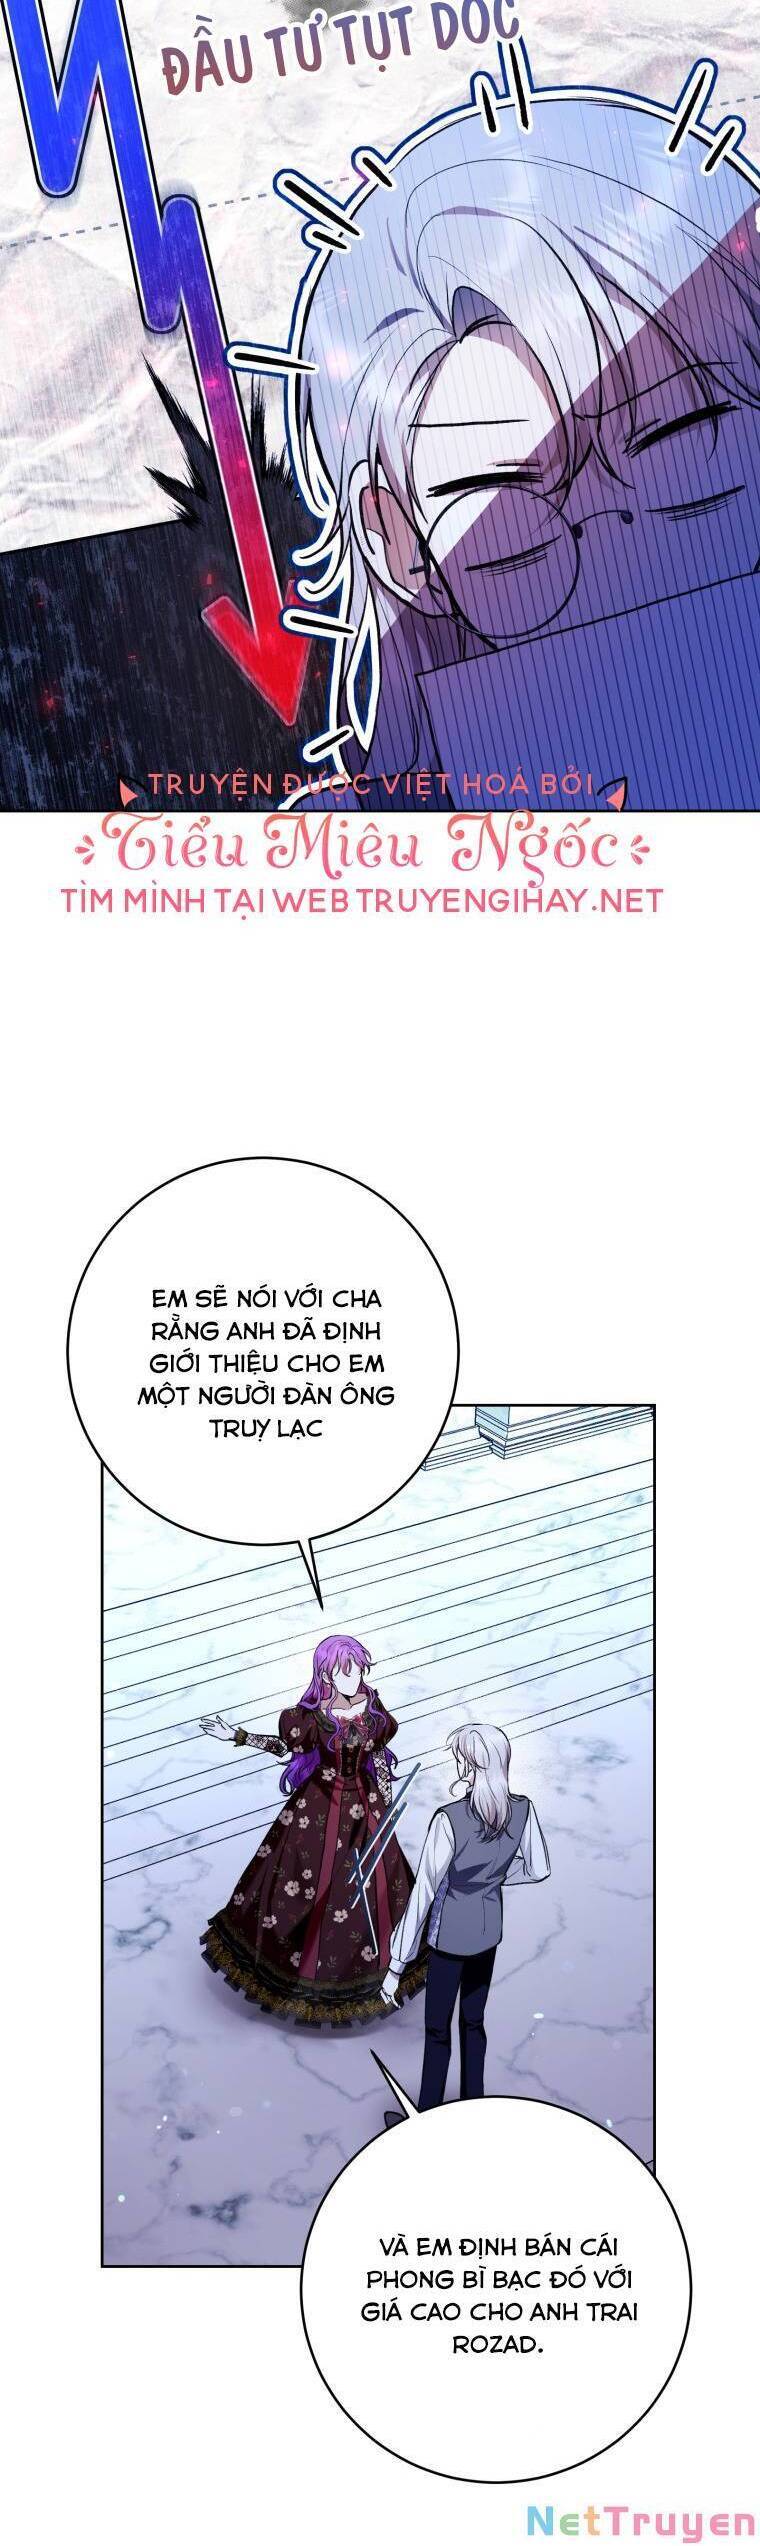 ĐẦU TƯ TỤT DỐC
TRUYỆN ĐƯỢC VIỆT HOÁ BỞI
Tiểu Miêu Ngốc
TÌM MÌNH TẠI WEB TRUYENGIHAY.NET
EM SẼ NÓI VỚI CHA
RẰNG ANH ĐÃ ĐỊNH
GIỚI THIỆU CHO EM
MỘT NGƯỜI ĐÀN ÔNG
TRUỴ LẠC
VÀ EM ĐỊNH BÁN CÁI
PHONG BÌ BẠC ĐÓ VỚI
GIÁ CAO CHO ANH TRAI
ROZAD.
NetTruyen